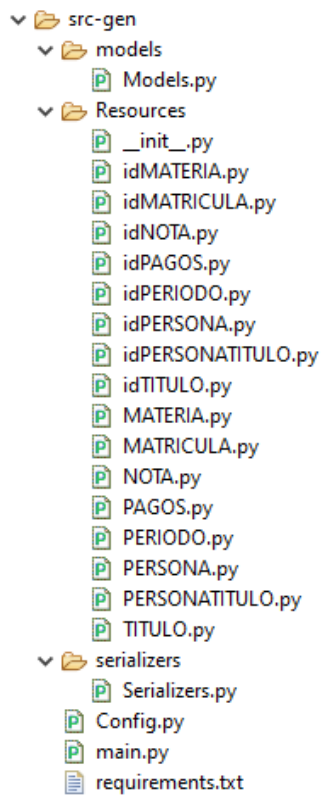 src-gen
models
Models.py
Resources
__init__.py
idMATERIA.py
idMATRICULA.py
idNOTA.py
idPAGOS.py
idPERIODO.py
idPERSONA.py
idPERSONATITULO.py
idTITULO.py
MATERIA.py
MATRICULA.py
NOTA.py
PAGOS.py
PERIODO.py
PERSONA.py
PERSONATITULO.py
TITULO.py
serializers
Serializers.py
Config.py
main.py
requirements.txt